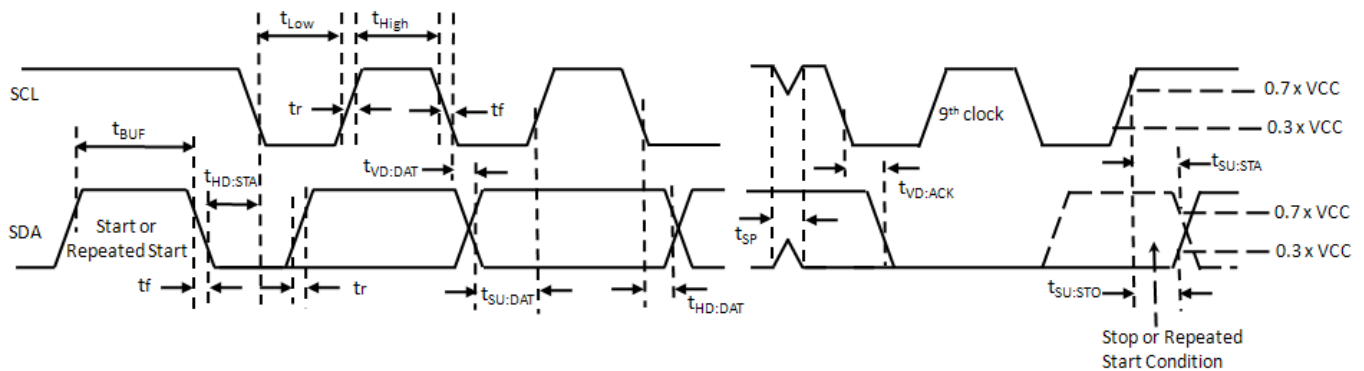 tLow
tHigh
SCL
tr
tf
9th clock
0.7 x VCC
0.3 x VCC
tBUF
tHD:STA
tVD:DAT
tVD:ACK
tSU:STA
SDA
Start or
Repeated Start
tSP
0.7 x VCC
0.3 x VCC
tf
tr
tSU:DAT
tHD:DAT
tSU:STO
Stop or Repeated
Start Condition